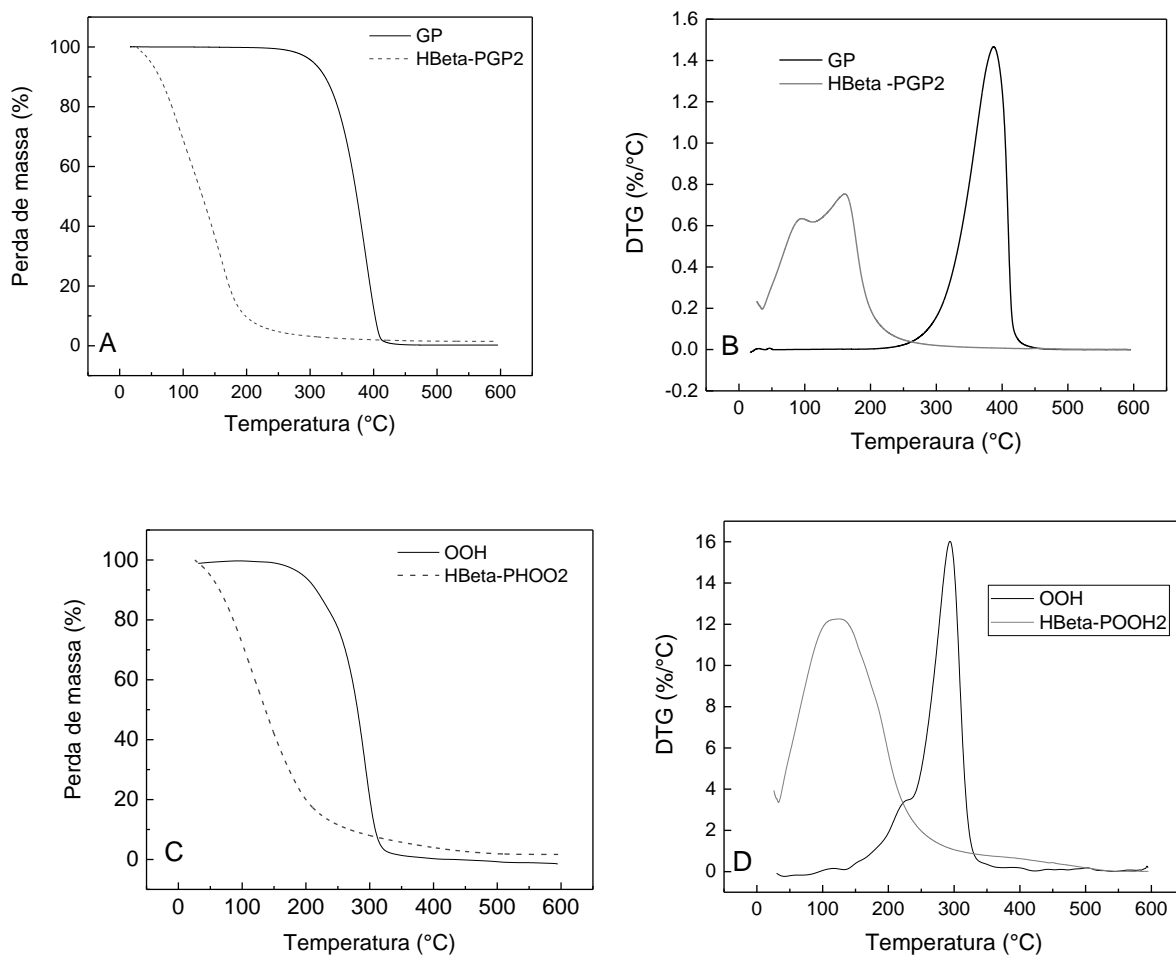 GP
HBeta-PGP2
100
80
60
40
20
0
A
0 100 200 300 400 500 600
Perda de massa (%)
Temperatura (°C)
1.6
GP
HBeta -PGP2
1.4
1.2
1.0
0.8
0.6
0.4
0.2
0.0
-0.2
B
0 100 200 300 400 500 600
DTG (%/°C)
Temperaura (°C)
OOH
HBeta-PHOO2
100
80
60
40
20
0
C
0 100 200 300 400 500 600
Perda de massa (%)
Temperatura (°C)
16
14
12
10
8
6
4
2
0
OOH
HBeta-POOH2
D
0 100 200 300 400 500 600
DTG (%/°C)
Temperatura (°C)